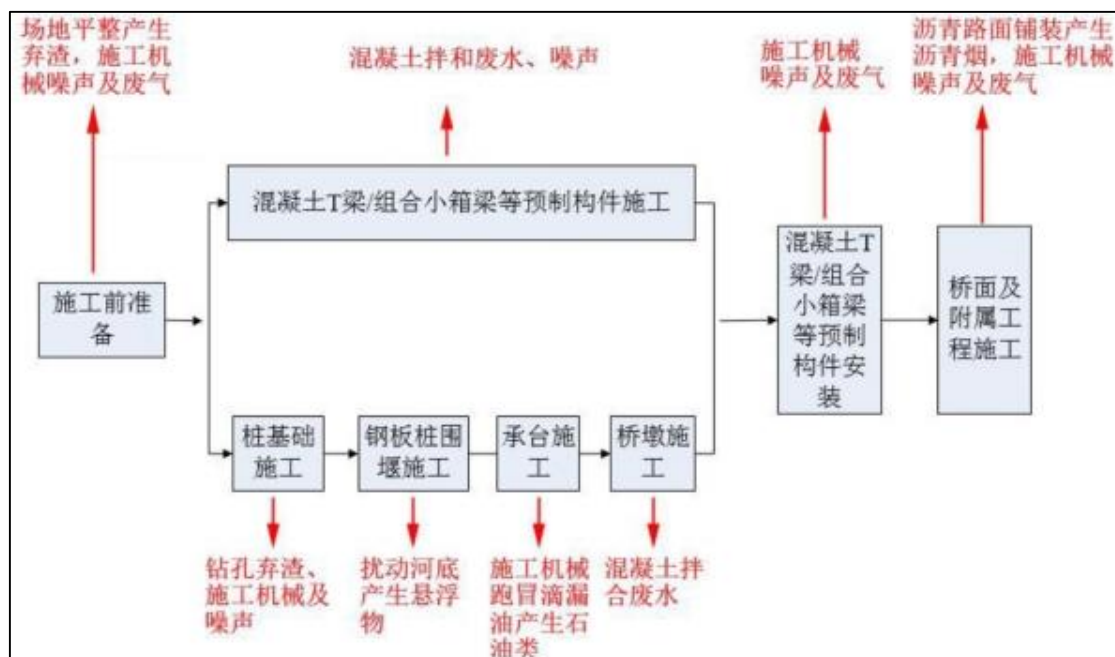 场地平整产生
弃渣，施工机
械噪声及废气
混凝土拌和废水、噪声
施工机械
噪声及废气
沥青路面铺装产生
沥青烟，施工机械
噪声及废气
混凝土T梁/组合小箱梁等预制构件施工
施工前准
备
混凝土T
梁/组合
小箱梁
等预制
构件安
装
桥面及
附属工
程施工
桩基础
施工
钢板桩围
堰施工
承台施
工
桥墩施
工
钻孔弃渣、
施工机械及
噪声
扰动河底
产生悬浮
物
施工机械
跑冒滴漏
油产生石
油类
混凝土拌
合废水